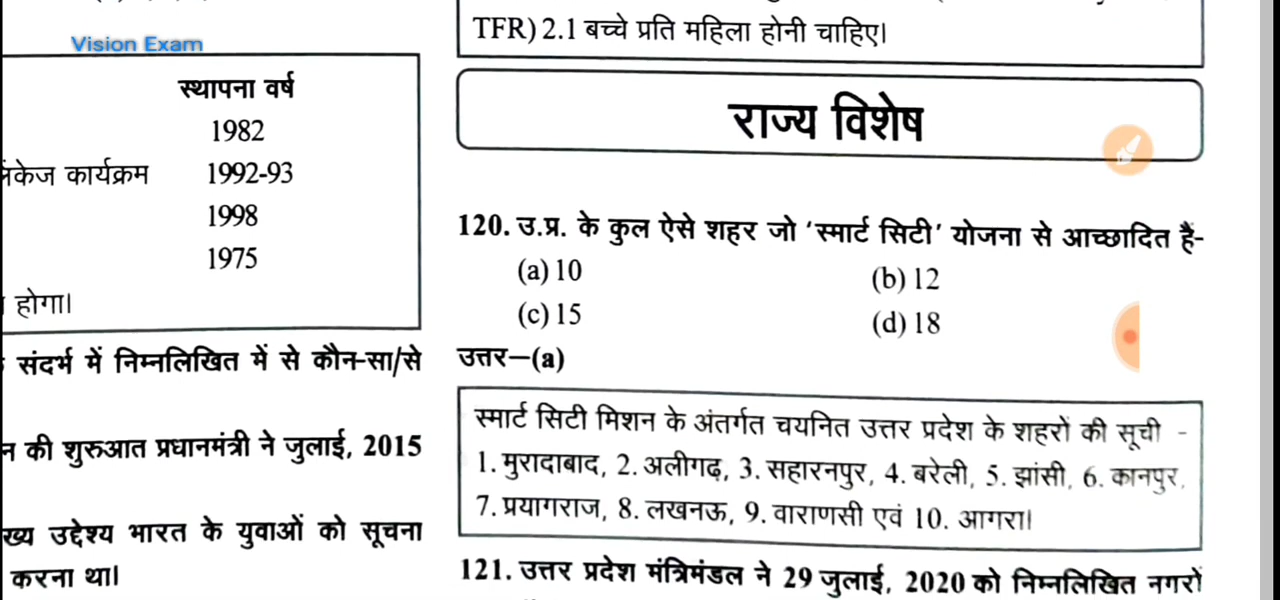 Vision Exam
स्थापना वर्ष
1982
कार्यक्रम 1992-93
1998
1975
होगा।
संदर्भ में निम्नलिखित में से कौन-सा/से
की शुरुआत प्रधानमंत्री ने जुलाई, 2015
उद्देश्य भारत के युवाओं को सूचना
करना था।
TFR) 2.1 बच्चे प्रति महिला होनी चाहिए।
राज्य विशेष
120. उ.प्र. के कुल ऐसे शहर जो ‘स्मार्ट सिटी’ योजना से आच्छादित हैं-
(a) 10 (b) 12
(c) 15 (d) 18
उत्तर—(a)
स्मार्ट सिटी मिशन के अंतर्गत चयनित उत्तर प्रदेश के शहरों की सूची -
1. मुरादाबाद, 2. अलीगढ़, 3. सहारनपुर, 4. बरेली, 5. झांसी, 6. कानपुर,
7. प्रयागराज, 8. लखनऊ, 9. वाराणसी एवं 10. आगरा।
121. उत्तर प्रदेश मंत्रिमंडल ने 29 जुलाई, 2020 को निम्नलिखित नगरों